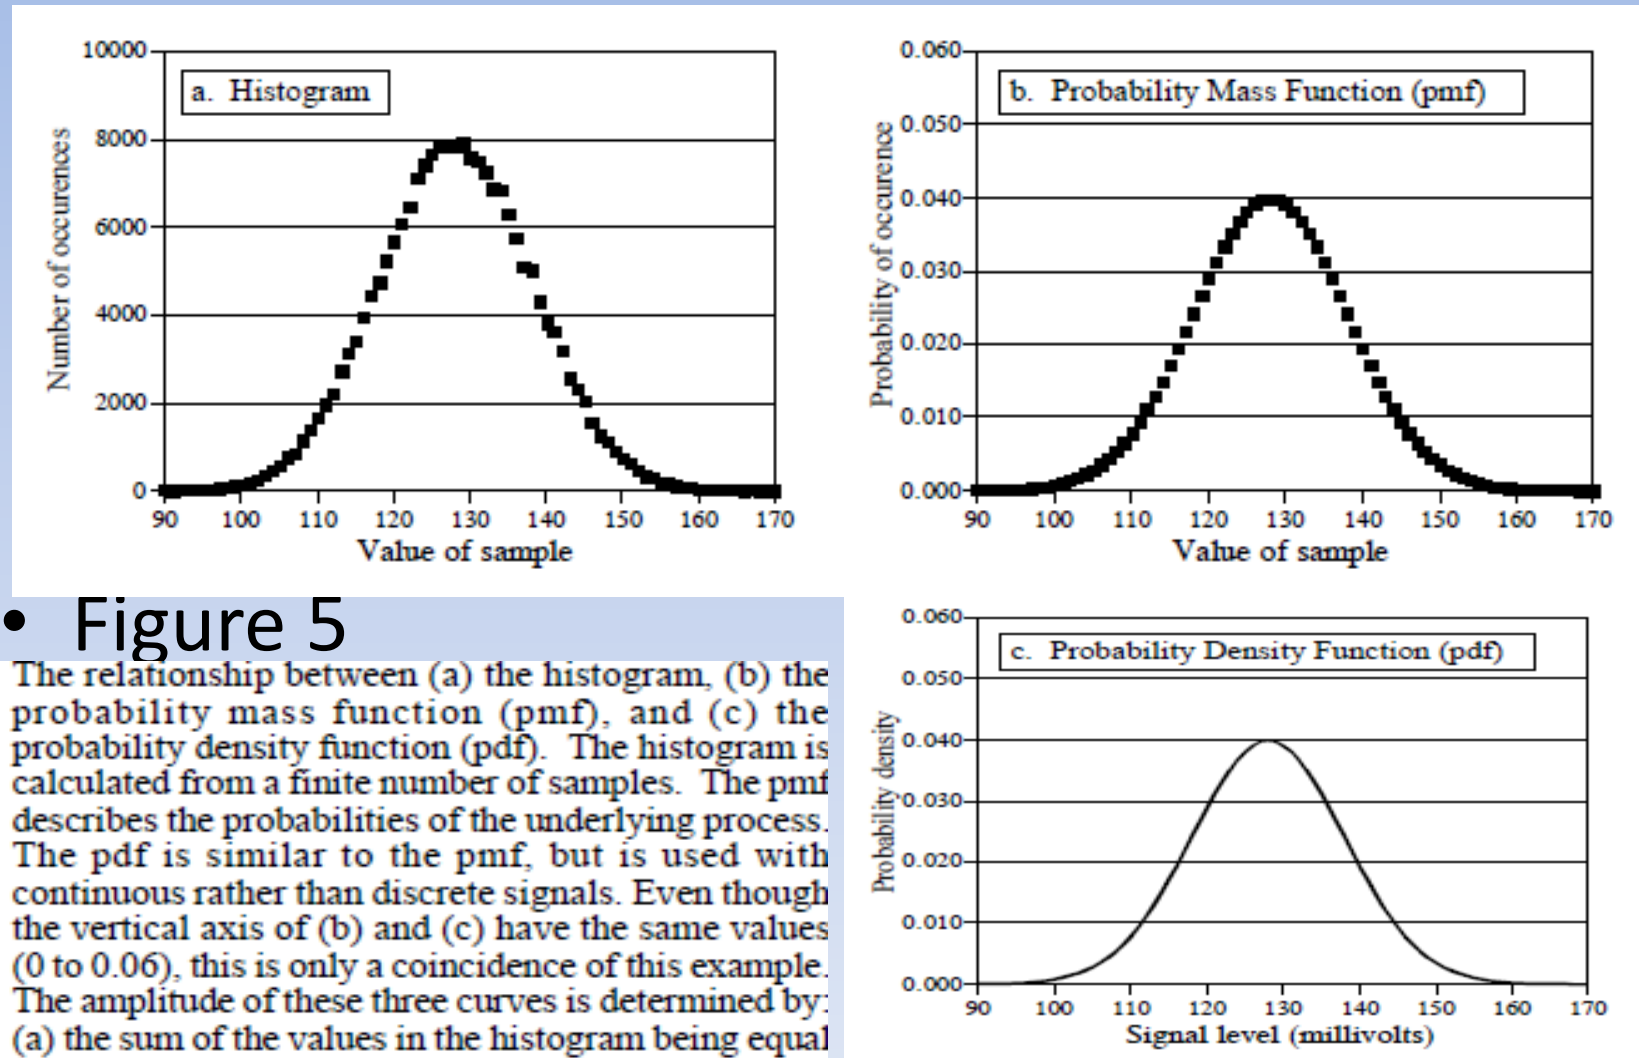 10000
8000
6000
4000
2000
0
Number of occurences
a. Histogram
90 100 110 120 130 140 150 160 170
Value of sample
0.060
0.050
0.040
0.030
0.020
0.010
0.000
Probability of occurence
b. Probability Mass Function (pmf)
90 100 110 120 130 140 150 160 170
Value of sample
• Figure 5
The relationship between (a) the histogram, (b) the
probability mass function (pmf), and (c) the
probability density function (pdf). The histogram is
calculated from a finite number of samples. The pmf
describes the probabilities of the underlying process.
The pdf is similar to the pmf, but is used with
continuous rather than discrete signals. Even though
the vertical axis of (b) and (c) have the same values
(0 to 0.06), this is only a coincidence of this example.
The amplitude of these three curves is determined by:
(a) the sum of the values in the histogram being equal
0.060
0.050
0.040
0.030
0.020
0.010
0.000
Probability density
c. Probability Density Function (pdf)
90 100 110 120 130 140 150 160 170
Signal level (millivolts)